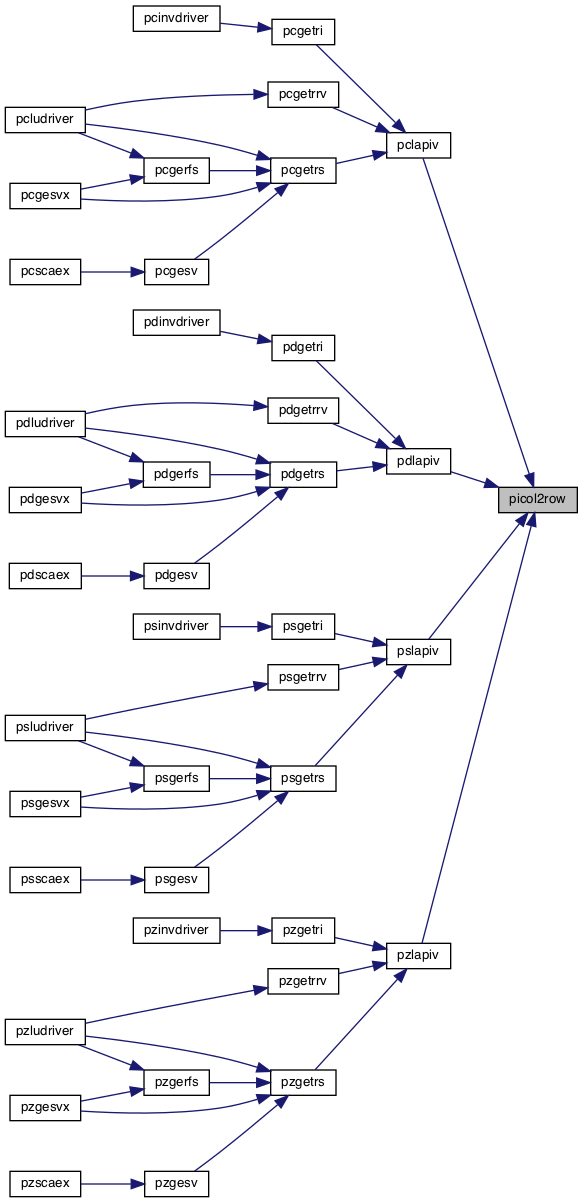 pcinvdriver
pcgetri
pcgetrrv
pcludriver
pclapiv
pcgerfs
pcgetrs
pcgesvx
pcscaex
pcgesv
pdinvdriver
pdgetri
pdgetrrv
pdludriver
pdlapiv
pdgerfs
pdgetrs
pdgesvx
picol2row
pdscaex
pdgesv
psinvdriver
psgetri
pslapiv
psgetrrv
psludriver
psgerfs
psgetrs
psgesvx
psscaex
psgesv
pzinvdriver
pzgetri
pzlapiv
pzgetrrv
pzludriver
pzgerfs
pzgetrs
pzgesvx
pzscaex
pzgesv